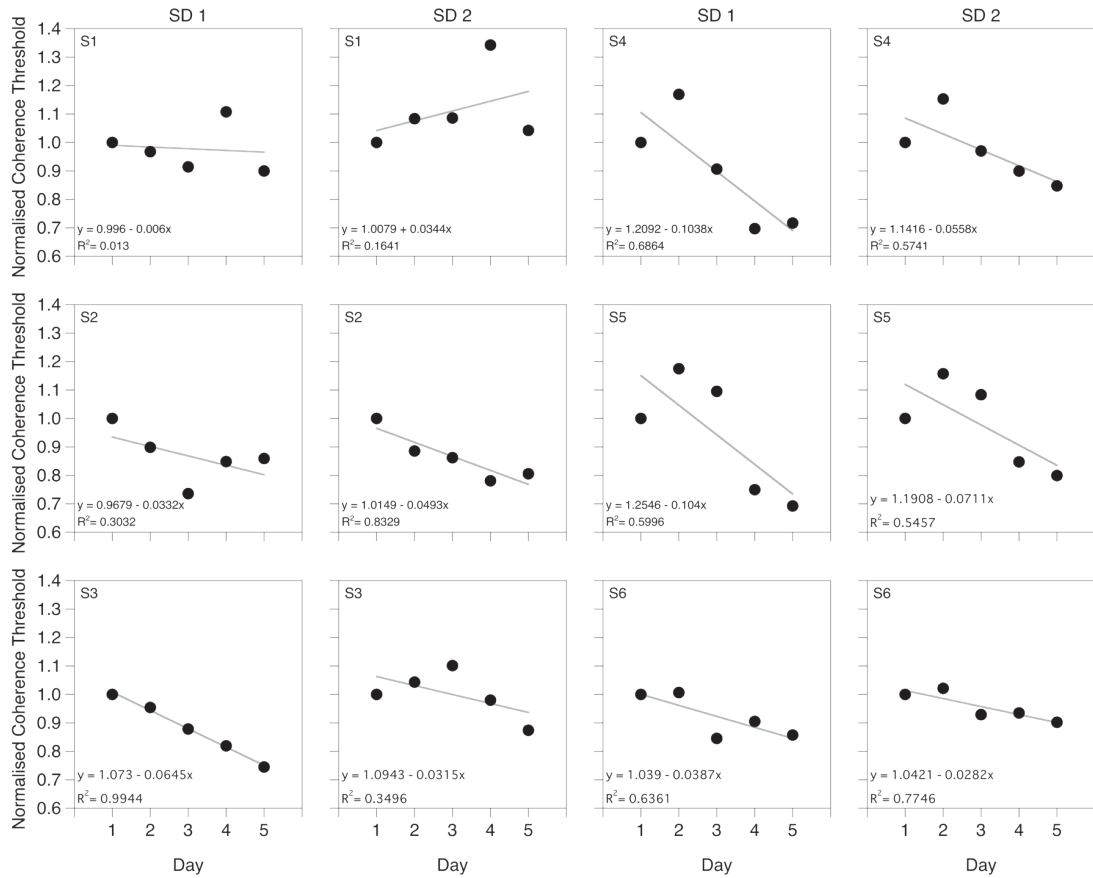 SD 1 SD 2 SD 1 SD 2
Normalised Coherence Threshold
1.4
1.3
1.2
1.1
1.0
0.9
0.8
0.7
0.6
S1
y = 0.996 - 0.006x
R²= 0.013
S1
y = 1.0079 + 0.0344x
R²= 0.1641
S4
y = 1.2092 - 0.1038x
R²= 0.6864
S4
y = 1.1416 - 0.0558x
R²= 0.5741
Normalised Coherence Threshold
1.4
1.3
1.2
1.1
1.0
0.9
0.8
0.7
0.6
S2
y = 0.9679 - 0.0332x
R²= 0.3032
S2
y = 1.0149 - 0.0493x
R²= 0.8329
S5
y = 1.2546 - 0.104x
R²= 0.5996
S5
y = 1.1908 - 0.0711x
R²= 0.5457
Normalised Coherence Threshold
1.4
1.3
1.2
1.1
1.0
0.9
0.8
0.7
0.6
S3
y = 1.073 - 0.0645x
R²= 0.9944
S3
y = 1.0943 - 0.0315x
R²= 0.3496
S6
y = 1.039 - 0.0387x
R²= 0.6361
S6
y = 1.0421 - 0.0282x
R²= 0.7746
1 2 3 4 5 1 2 3 4 5 1 2 3 4 5 1 2 3 4 5
Day Day Day Day